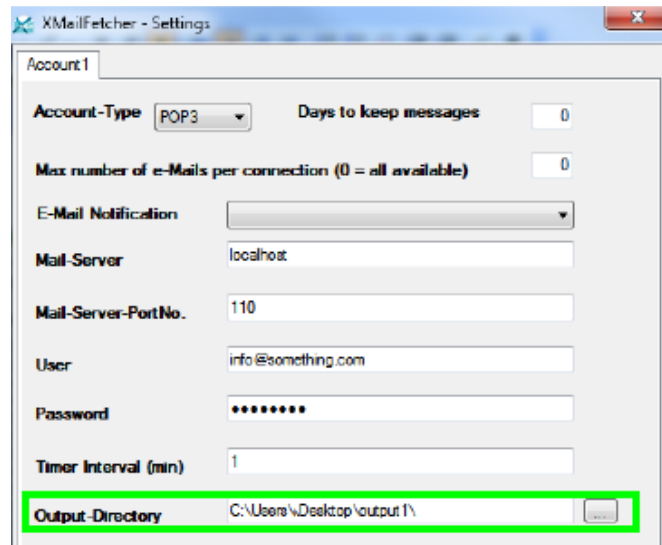 XMailFetcher - Settings
Account1
Account-Type POP3 Days to keep messages 0
Max number of e-Mails per connection (0 = all available) 0
E-Mail Notification
Mail-Server localhost
Mail-Server-PortNo. 110
User info@something.com
Password ••••••••
Timer Interval (min) 1
Output-Directory C:\Users\Desktop\output1\ ...